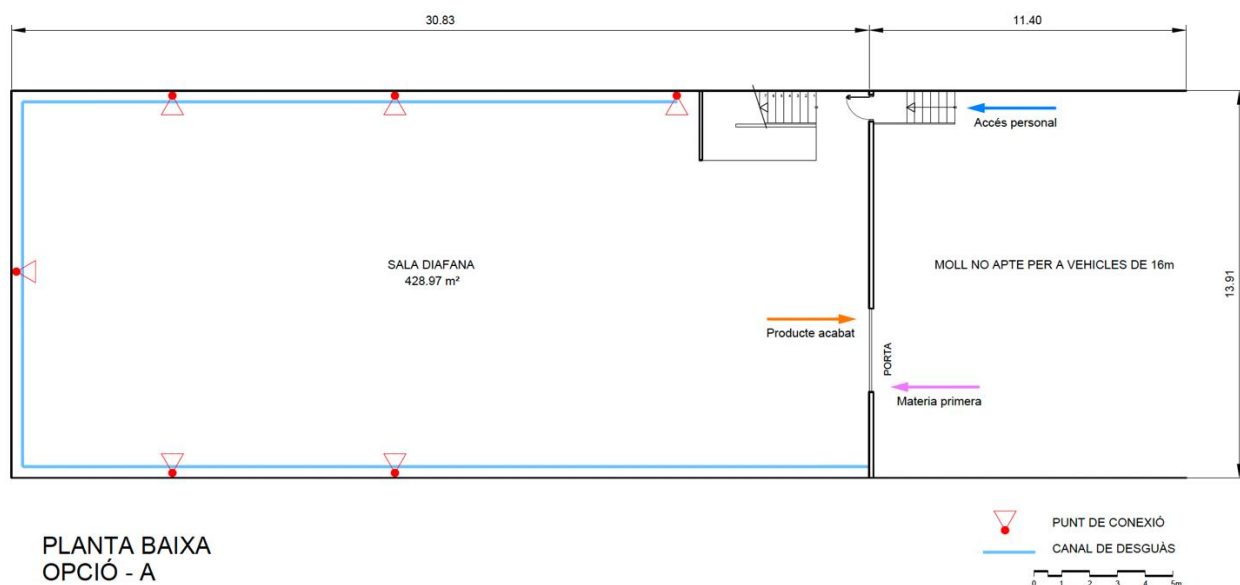 30.83
11.40
Accés personal
SALA DIAFANA
428.97 m²
MOLL NO APTE PER A VEHICLES DE 16m
13.91
Producte acabat
PORTA
Materia primera
PUNT DE CONEXIÓ
CANAL DE DESGUÀS
PLANTA BAIXA
OPCIÓ - A
0 1 2 3 4 5m